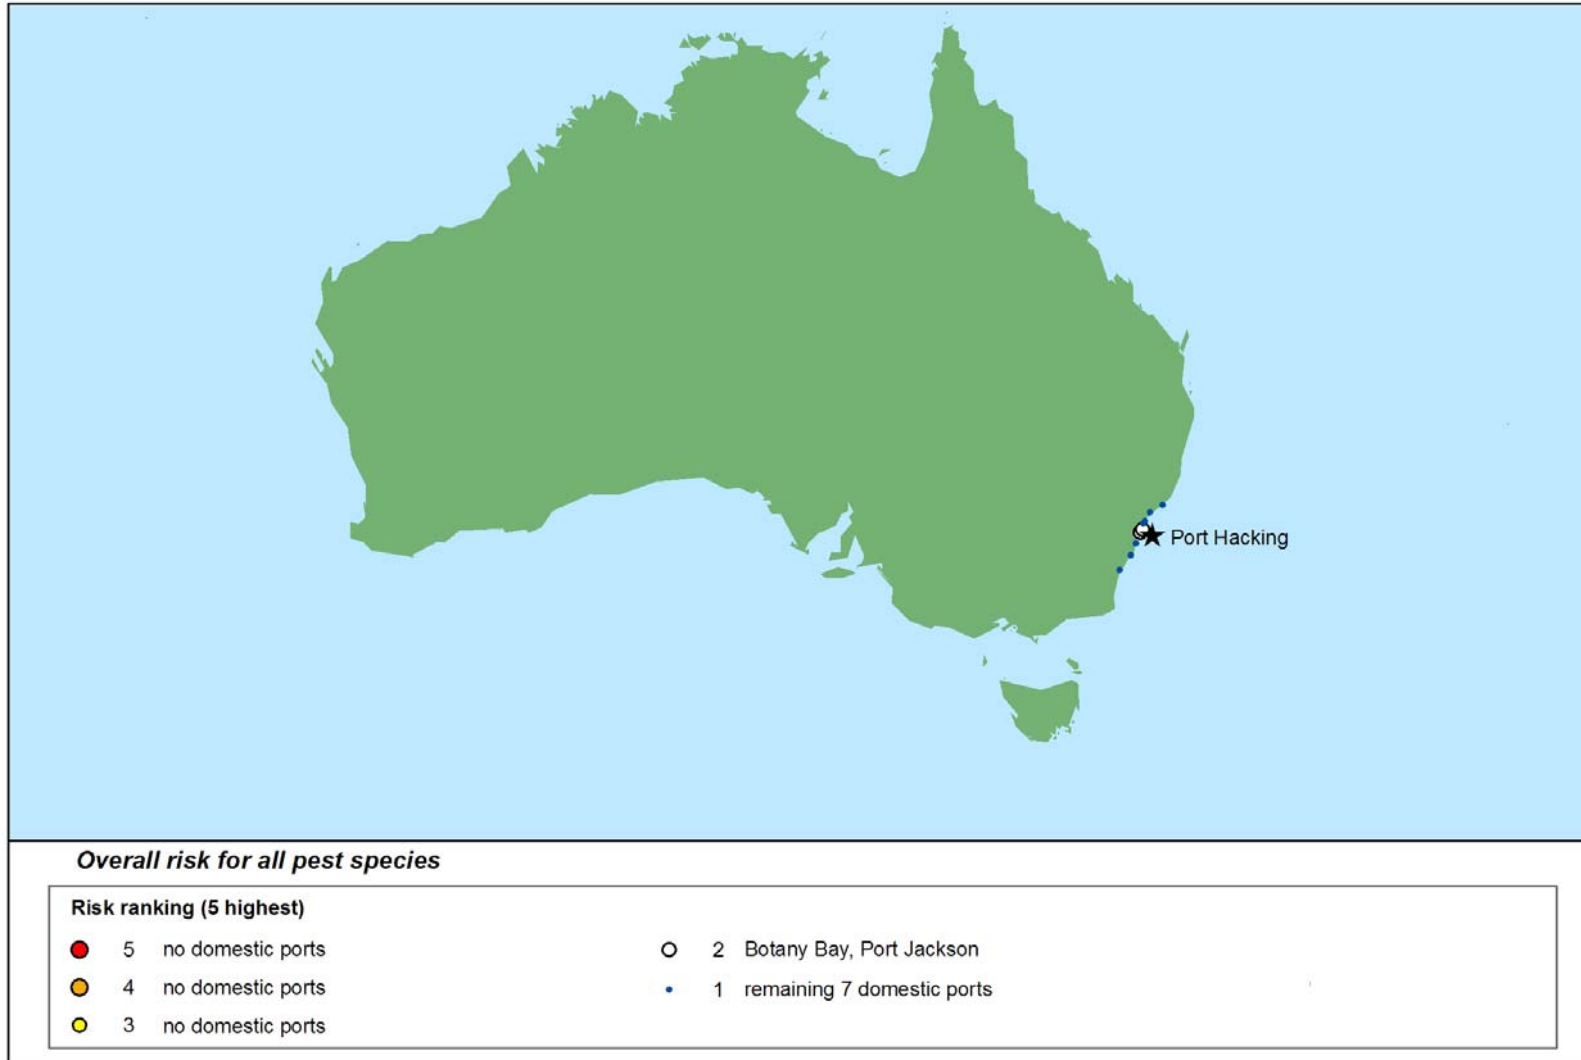 Port Hacking
Overall risk for all pest species
Risk ranking (5 highest)
5 no domestic ports
4 no domestic ports
3 no domestic ports
2 Botany Bay, Port Jackson
1 remaining 7 domestic ports